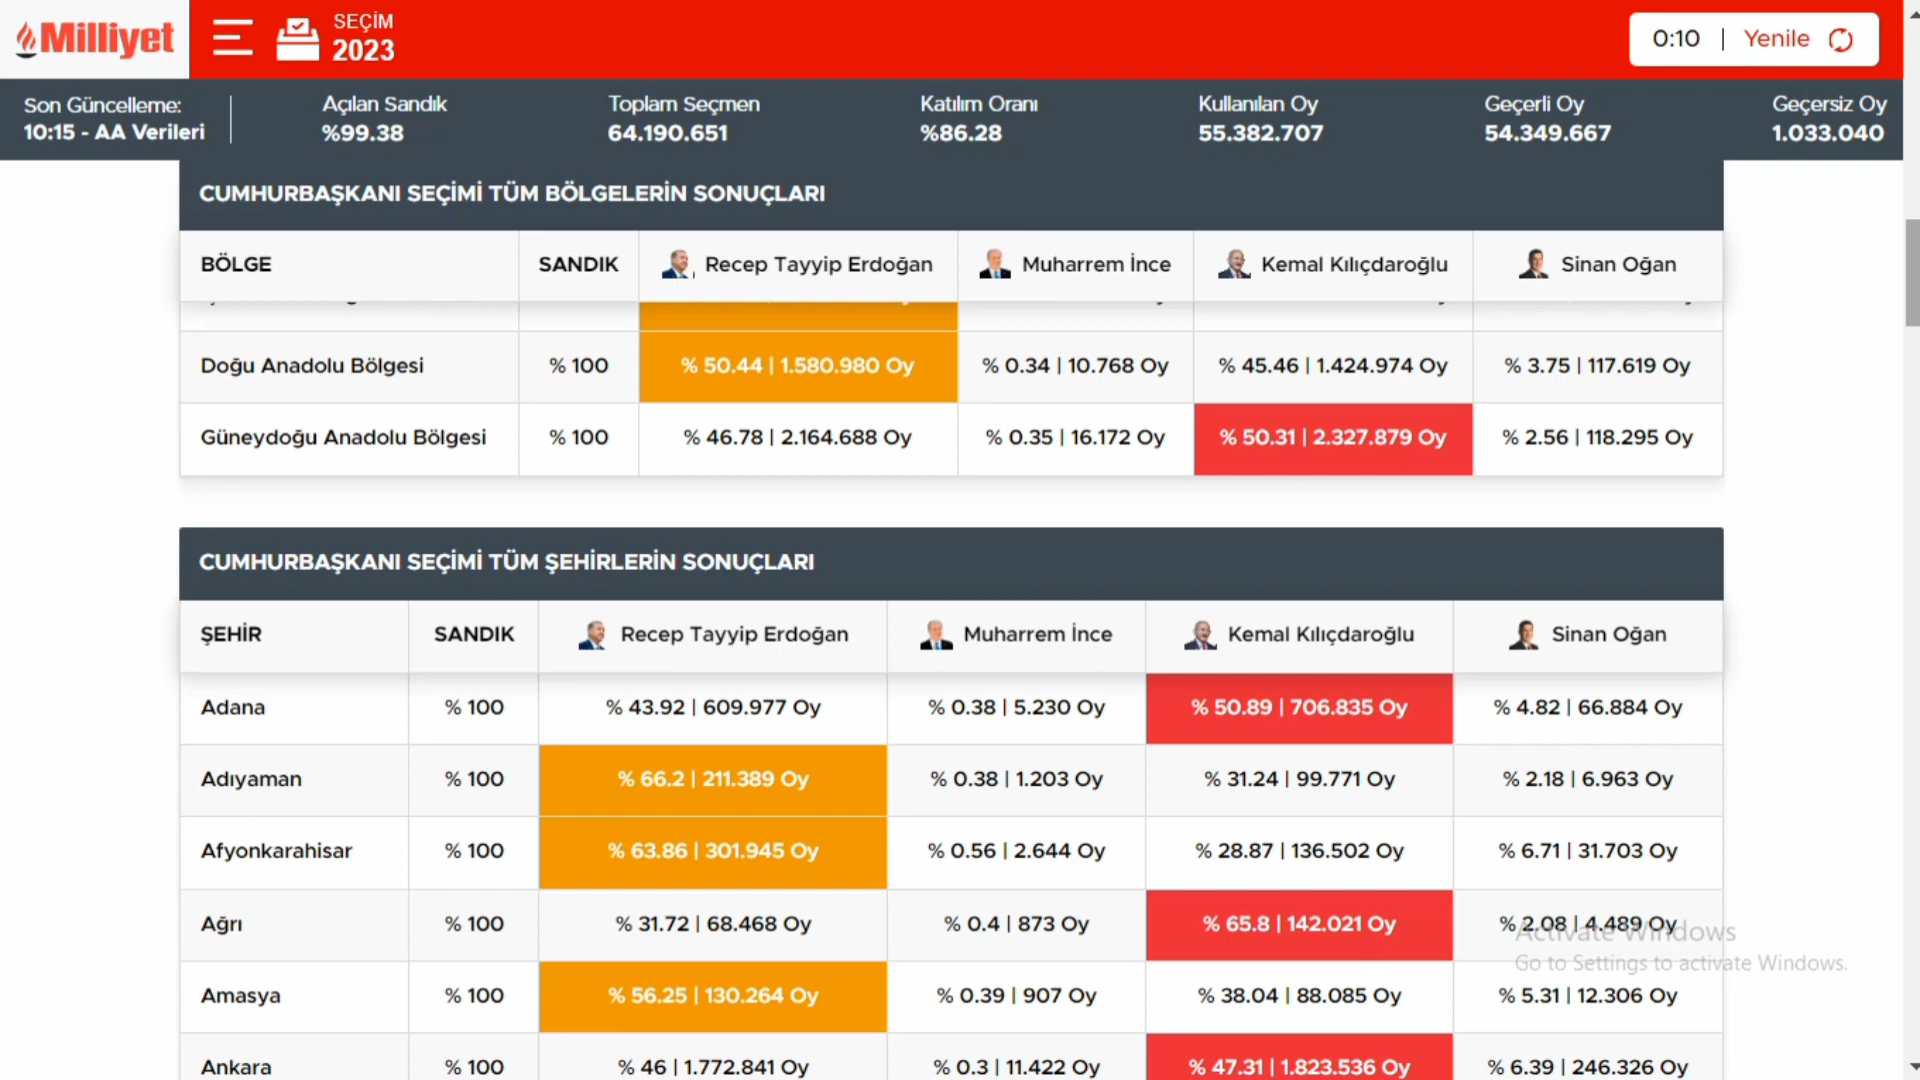 Milliyet
SEÇİM
2023
0:10 | Yenile
Son Güncelleme:
10:15 - AA Verileri
Açılan Sandık
%99.38
Toplam Seçmen
64.190.651
Katılım Oranı
%86.28
Kullanılan Oy
55.382.707
Geçerli Oy
54.349.667
Geçersiz Oy
1.033.040
CUMHURBAŞKANI SEÇİMİ TÜM BÖLGELERİN SONUÇLARI
BÖLGE SANDIK Recep Tayyip Erdoğan Muharrem İnce Kemal Kılıçdaroğlu Sinan Oğan
Doğu Anadolu Bölgesi % 100 % 50.44 | 1.580.980 Oy % 0.34 | 10.768 Oy % 45.46 | 1.424.974 Oy % 3.75 | 117.619 Oy
Güneydoğu Anadolu Bölgesi % 100 % 46.78 | 2.164.688 Oy % 0.35 | 16.172 Oy % 50.31 | 2.327.879 Oy % 2.56 | 118.295 Oy
CUMHURBAŞKANI SEÇİMİ TÜM ŞEHİRLERİN SONUÇLARI
ŞEHİR SANDIK Recep Tayyip Erdoğan Muharrem İnce Kemal Kılıçdaroğlu Sinan Oğan
Adana % 100 % 43.92 | 609.977 Oy % 0.38 | 5.230 Oy % 50.89 | 706.835 Oy % 4.82 | 66.884 Oy
Adıyaman % 100 % 66.2 | 211.389 Oy % 0.38 | 1.203 Oy % 31.24 | 99.771 Oy % 2.18 | 6.963 Oy
Afyonkarahisar % 100 % 63.86 | 301.945 Oy % 0.56 | 2.644 Oy % 28.87 | 136.502 Oy % 6.71 | 31.703 Oy
Ağrı % 100 % 31.72 | 68.468 Oy % 0.4 | 873 Oy % 65.8 | 142.021 Oy % 2.08 | 4.489 Oy
Activate Windows
Go to Settings to activate Windows.
Amasya % 100 % 56.25 | 130.264 Oy % 0.39 | 907 Oy % 38.04 | 88.085 Oy % 5.31 | 12.306 Oy
Ankara % 100 % 46 | 1.772.841 Oy % 0.3 | 11.422 Oy % 47.31 | 1.823.536 Oy % 6.39 | 246.326 Oy